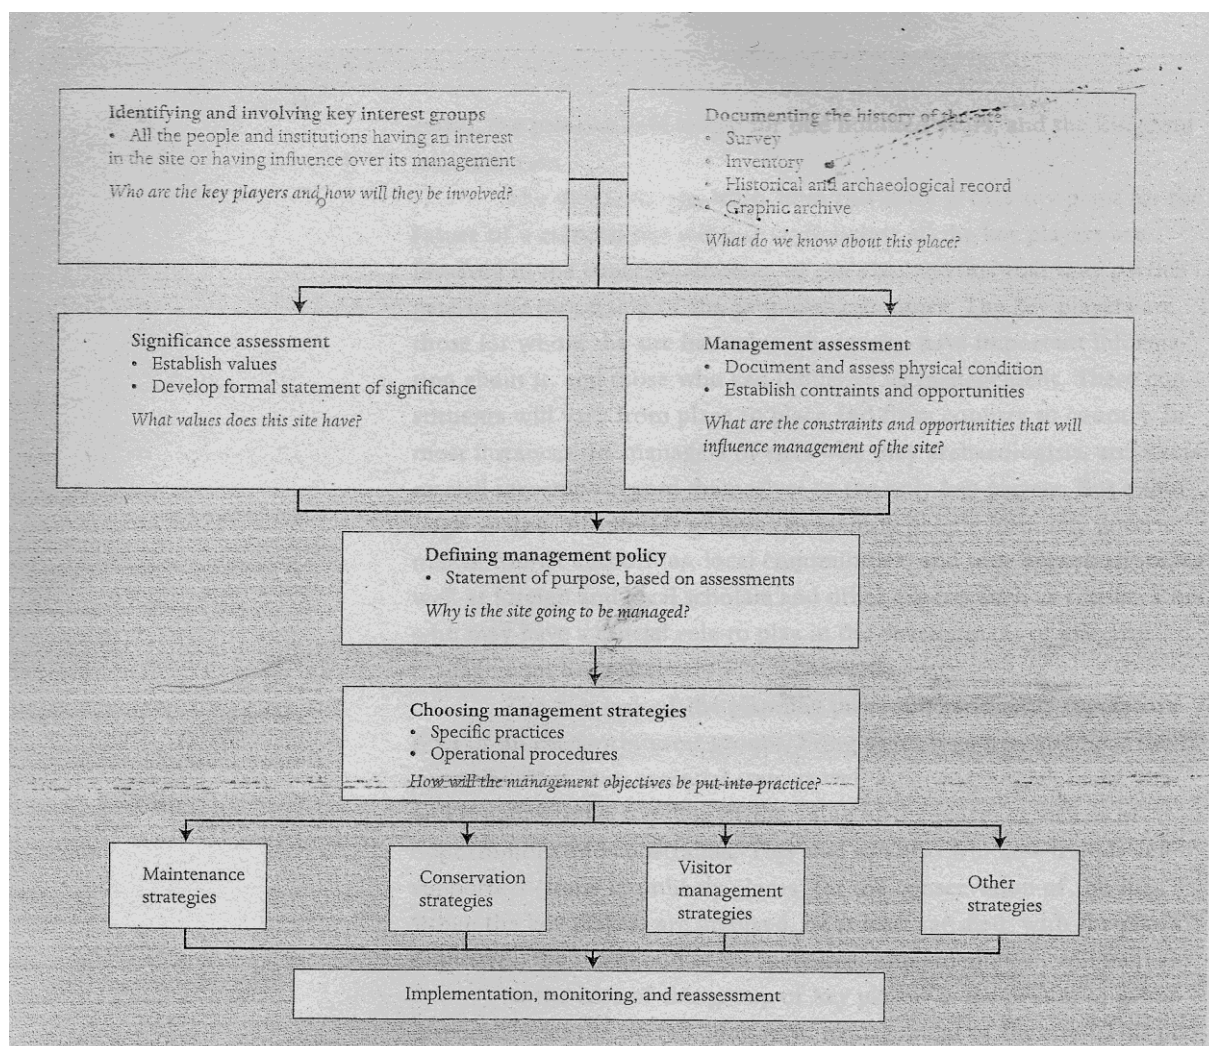 Identifying and involving key interest groups
• All the people and institutions having an interest
in the site or having influence over its management
Who are the key players and how will they be involved?
Documenting the history of the site
• Survey
• Inventory
• Historical and archaeological record
• Graphic archive
What do we know about this place?
Significance assessment
• Establish values
• Develop formal statement of significance
What values does this site have?
Management assessment
• Document and assess physical condition
• Establish contraints and opportunities
What are the constraints and opportunities that will
influence management of the site?
Defining management policy
• Statement of purpose, based on assessments
Why is the site going to be managed?
Choosing management strategies
• Specific practices
• Operational procedures
How will the management objectives be put into practice?
Maintenance
strategies
Conservation
strategies
Visitor
management
strategies
Other
strategies
Implementation, monitoring, and reassessment